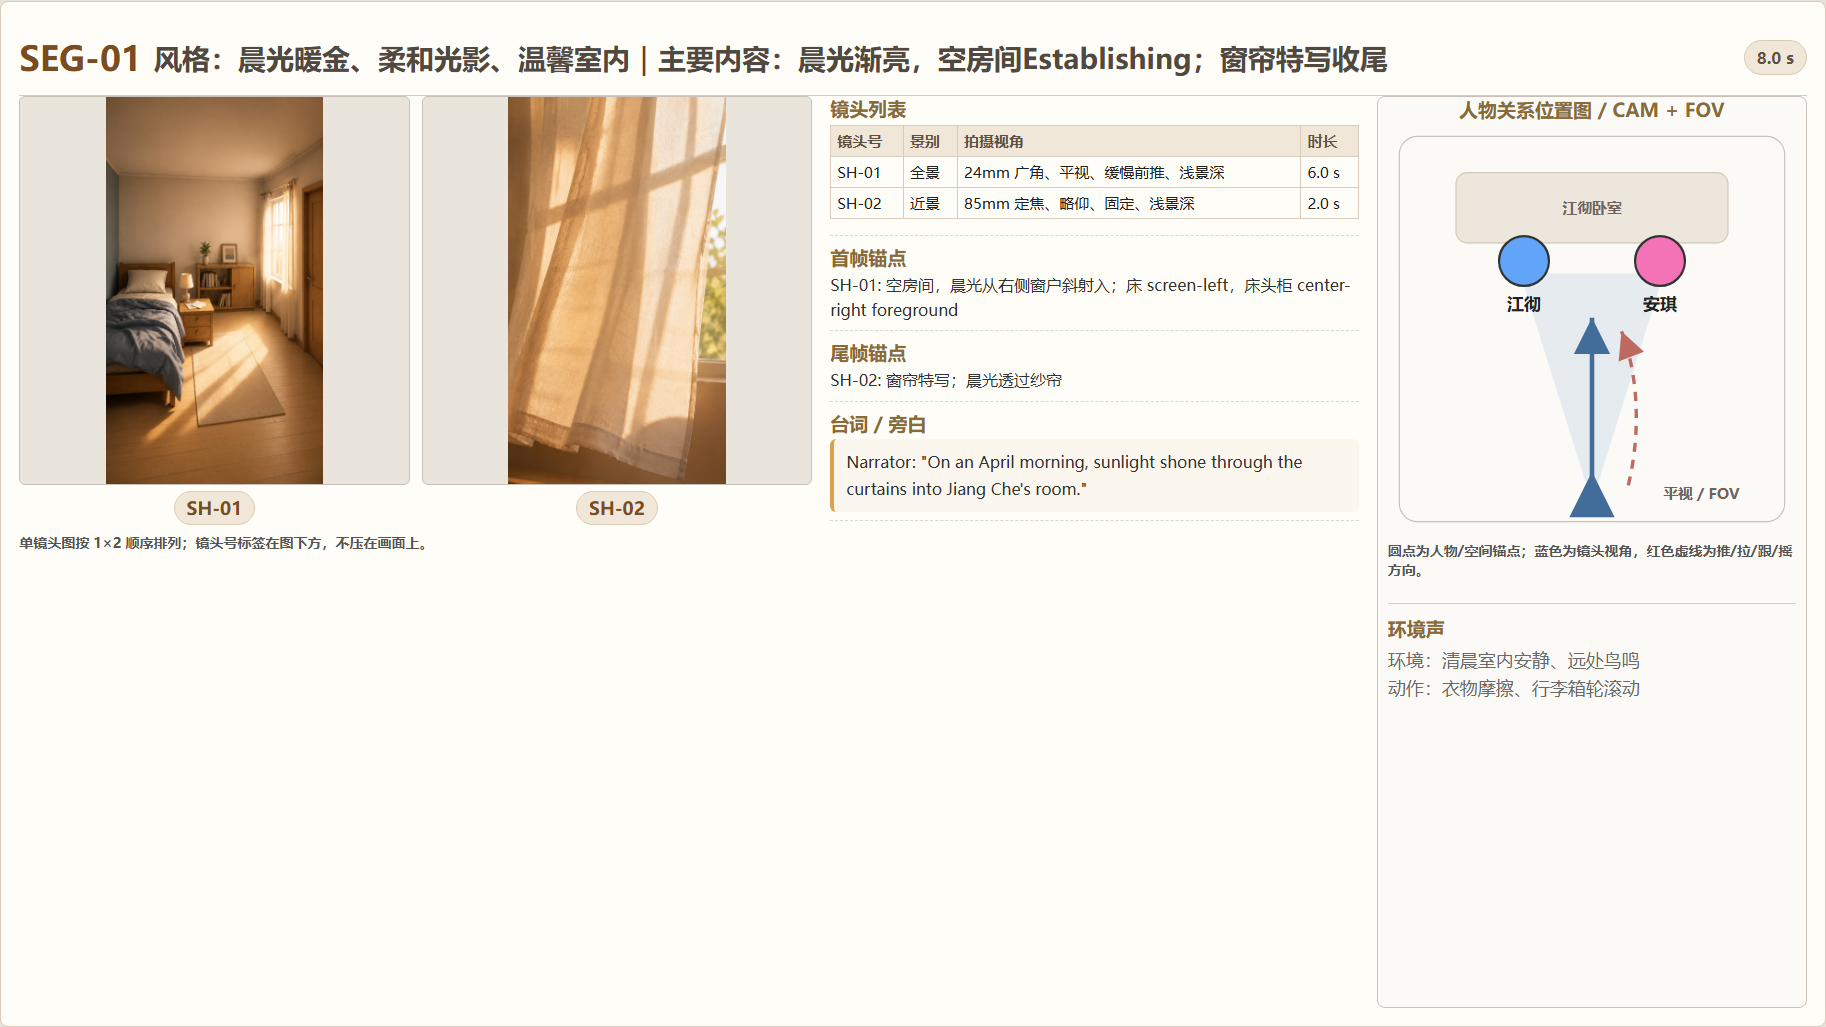 SEG-01 风格：晨光暖金、柔和光影、温馨室内 | 主要内容：晨光渐亮，空房间Establishing；窗帘特写收尾
8.0 s
SH-01
SH-02
单镜头图按 1×2 顺序排列；镜头号标签在图下方，不压在画面上。
镜头列表
镜头号 景别 拍摄视角 时长
SH-01 全景 24mm 广角、平视、缓慢前推、浅景深 6.0 s
SH-02 近景 85mm 定焦、略仰、固定、浅景深 2.0 s
首帧锚点
SH-01: 空房间，晨光从右侧窗户斜射入；床 screen-left，床头柜 center-
right foreground
尾帧锚点
SH-02: 窗帘特写；晨光透过纱帘
台词 / 旁白
Narrator: "On an April morning, sunlight shone through the
curtains into Jiang Che's room."
人物关系位置图 / CAM + FOV
江彻卧室
江彻
安琪
平视 / FOV
圆点为人物/空间锚点；蓝色为镜头视角，红色虚线为推/拉/跟/摇
方向。
环境声
环境：清晨室内安静、远处鸟鸣
动作：衣物摩擦、行李箱轮滚动